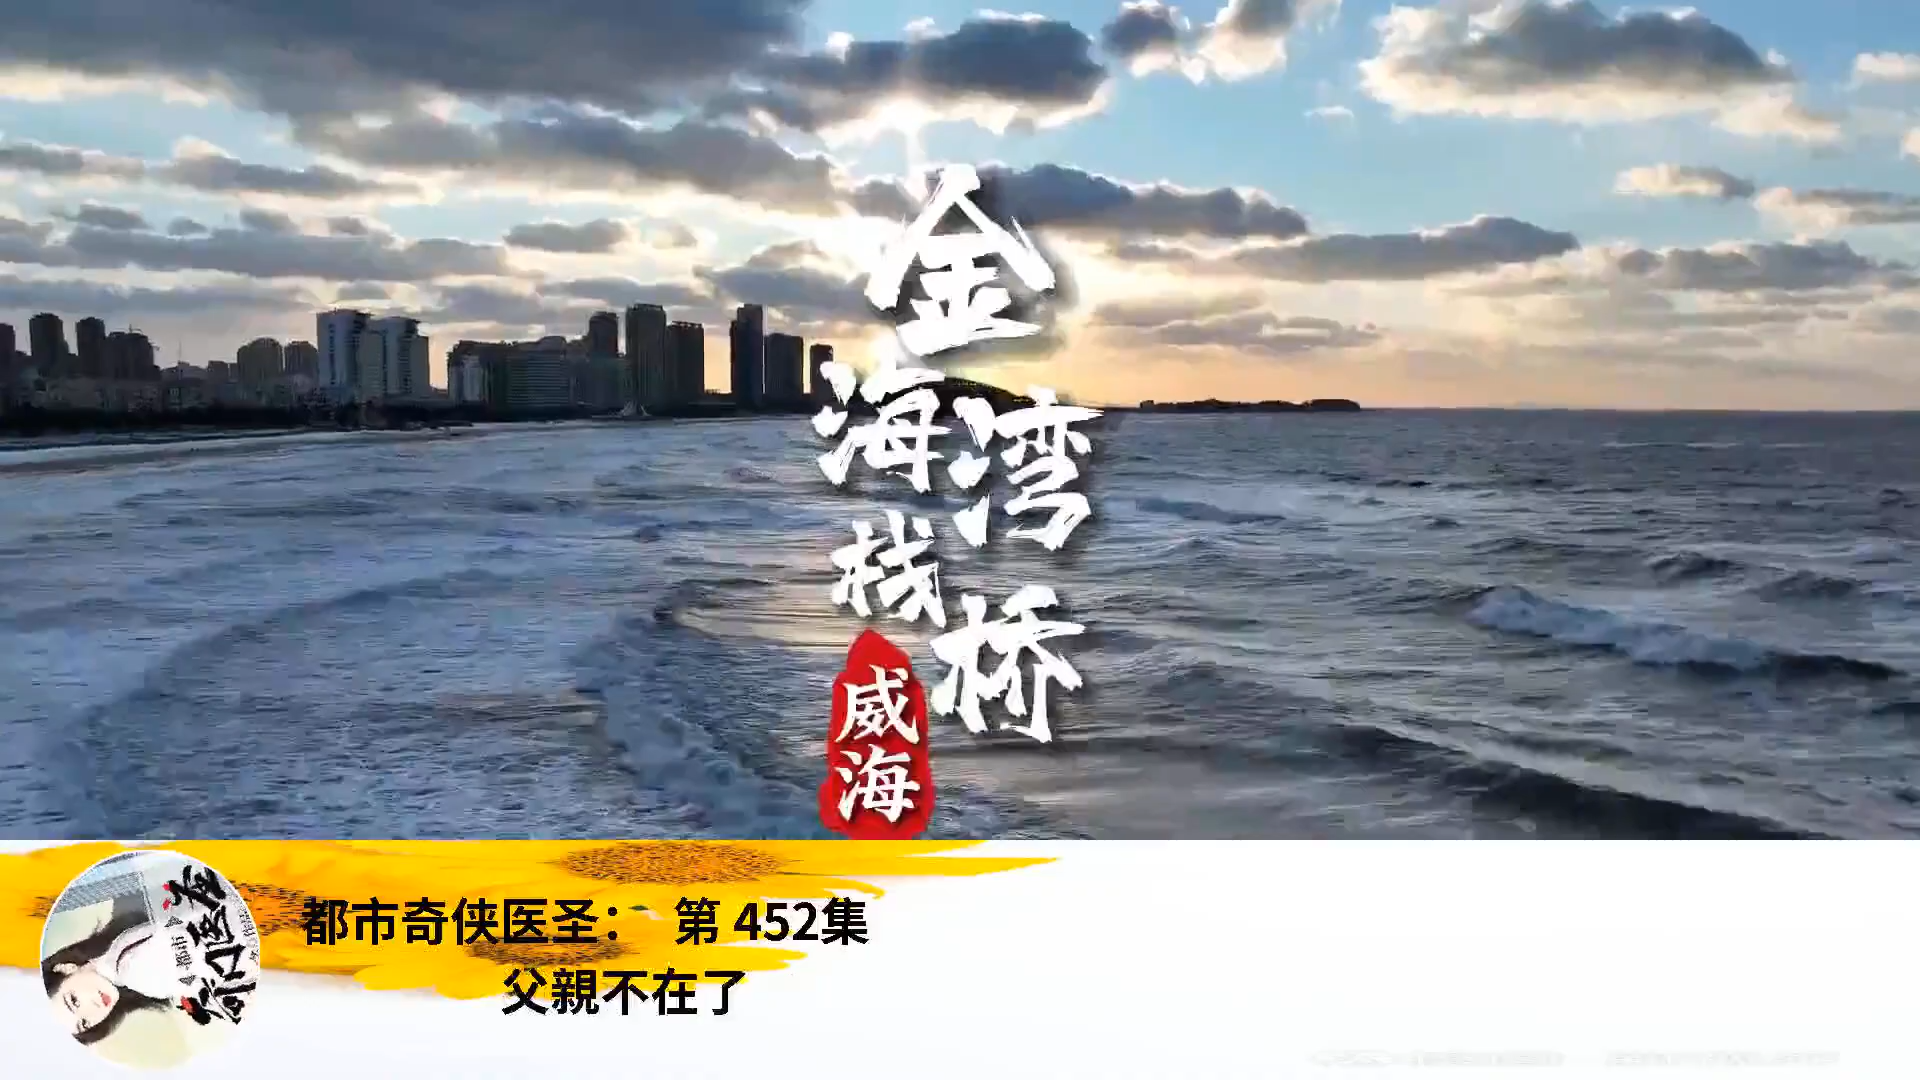 金
海湾
栈桥
威海
都市奇侠医圣： 第 452集
父親不在了